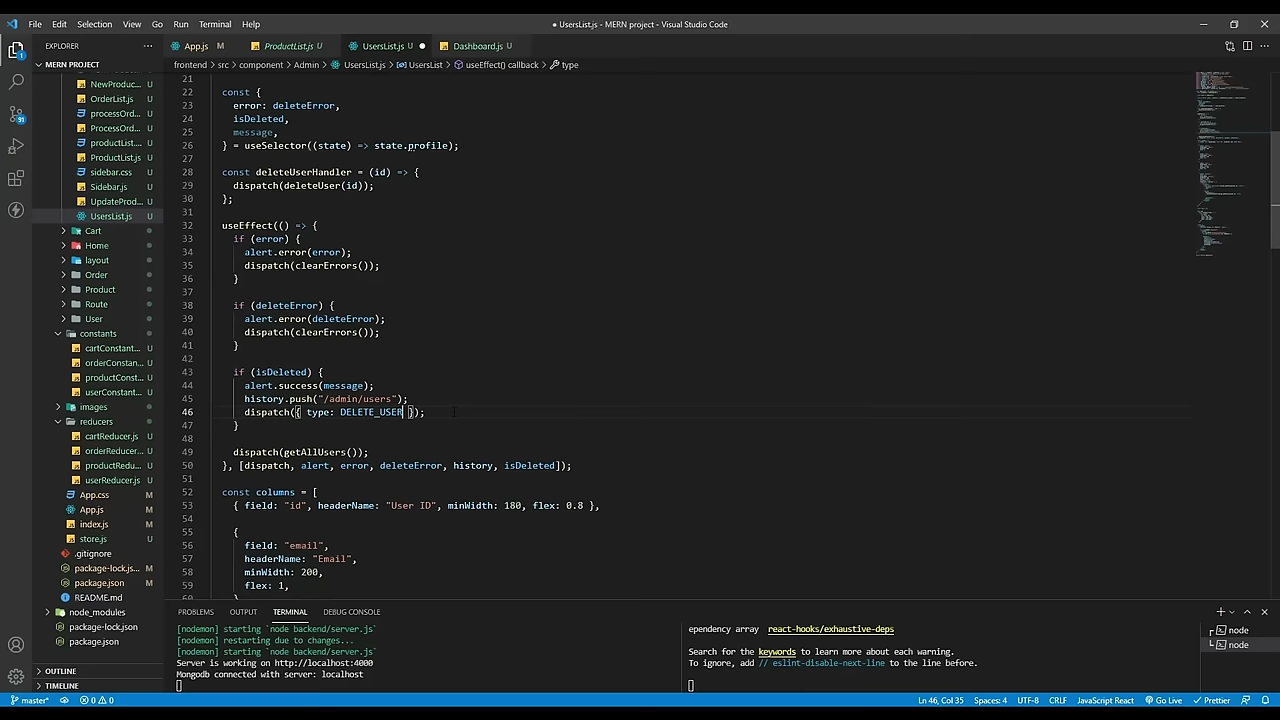 File Edit Selection View Go Run Terminal Help
● UsersList.js - MERN project - Visual Studio Code
EXPLORER
App.js M
ProductList.js U
UsersList.js U
Dashboard.js U
MERN PROJECT
frontend > src > component > Admin > UsersList.js > UsersList > useEffect() callback > type
NewProduc... U
OrderList.js U
processOrd... U
ProcessOrd... U
productList.... U
ProductList.js U
sidebar.css U
Sidebar.js U
UpdateProd... U
UsersList.js U
Cart
Home
layout
Order
Product
Route
User
constants
cartConstant... U
orderConstan... U
productConst... U
userConstant... U
images
reducers
cartReducer.js U
orderReducer... U
productRedu... U
userReducer.js U
App.css M
App.js M
index.js M
store.js U
.gitignore
package-lock.js... M
package.json M
README.md
node_modules
package-lock.json
package.json
OUTLINE
TIMELINE
21
22 const {
23 error: deleteError,
24 isDeleted,
25 message,
26 } = useSelector((state) => state.profile);
27
28 const deleteUserHandler = (id) => {
29 dispatch(deleteUser(id));
30 };
31
32 useEffect(() => {
33 if (error) {
34 alert.error(error);
35 dispatch(clearErrors());
36 }
37
38 if (deleteError) {
39 alert.error(deleteError);
40 dispatch(clearErrors());
41 }
42
43 if (isDeleted) {
44 alert.success(message);
45 history.push("/admin/users");
46 dispatch({ type: DELETE_USER });
47 }
48
49 dispatch(getAllUsers());
50 }, [dispatch, alert, error, deleteError, history, isDeleted]);
51
52 const columns = [
53 { field: "id", headerName: "User ID", minWidth: 180, flex: 0.8 },
54
55 {
56 field: "email",
57 headerName: "Email",
58 minWidth: 200,
59 flex: 1,
60 },
PROBLEMS OUTPUT TERMINAL DEBUG CONSOLE
[nodemon] starting `node backend/server.js`
[nodemon] restarting due to changes...
[nodemon] starting `node backend/server.js`
Server is working on http://localhost:4000
Mongodb connected with server: localhost
ependency array react-hooks/exhaustive-deps
Search for the keywords to learn more about each warning.
To ignore, add // eslint-disable-next-line to the line before.
node
node
master*
0 0
Ln 46, Col 35
Spaces: 4
UTF-8
CRLF
JavaScript React
Go Live
Prettier